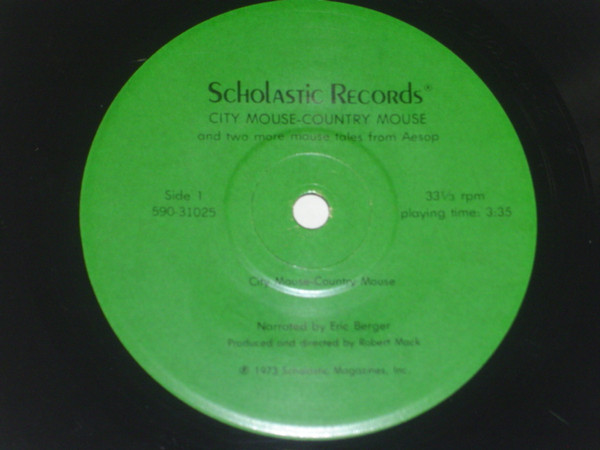 Scholastic Records®
CITY MOUSE-COUNTRY MOUSE
and two more mouse tales from Aesop
Side 1
590-31025
33 1/3 rpm
playing time: 3:35
City Mouse-Country Mouse
Narrated by Eric Berger
Produced and directed by Robert Mack
℗ 1973 Scholastic Magazines, Inc.